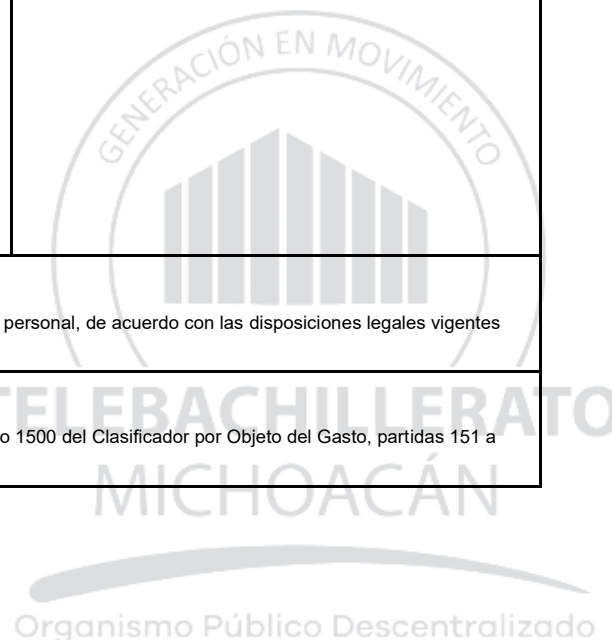 GENERACIÓN EN MOVIMIENTO
personal, de acuerdo con las disposiciones legales vigentes
TELEBACHILLERATO
o 1500 del Clasificador por Objeto del Gasto, partidas 151 a
MICHOACÁN
Organismo Público Descentralizado